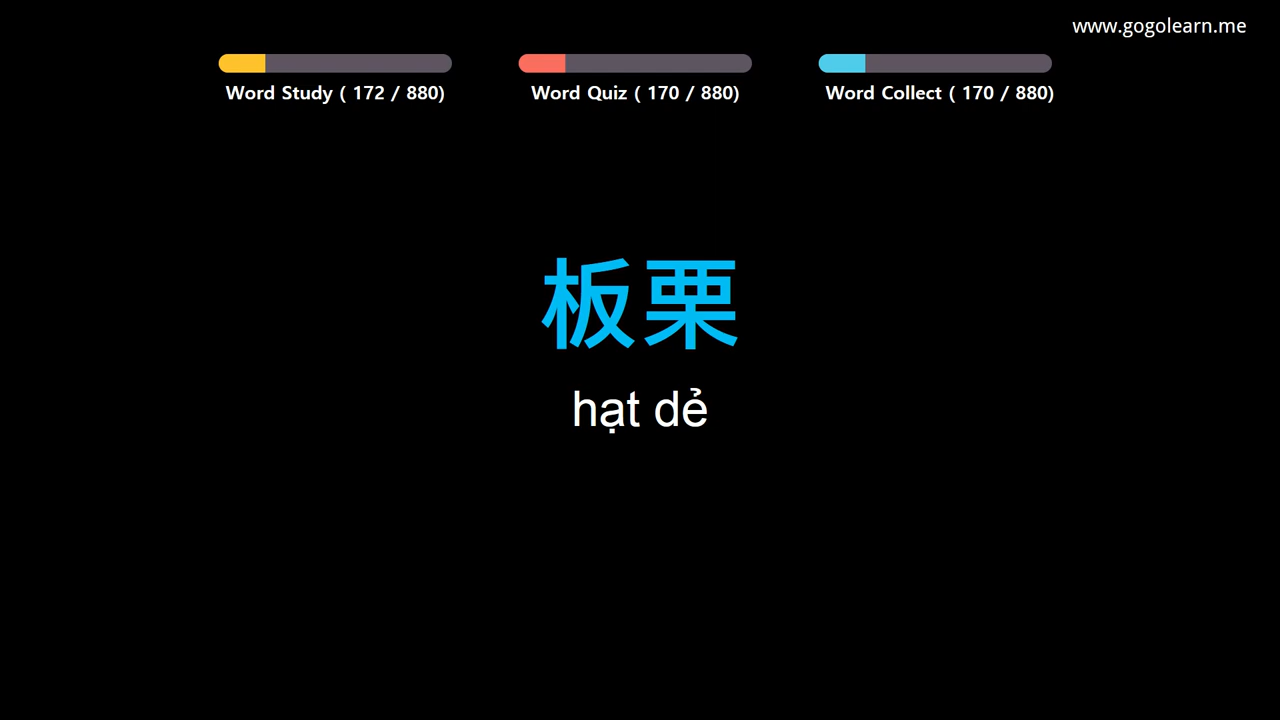 www.gogolearn.me
Word Study ( 172 / 880)
Word Quiz ( 170 / 880)
Word Collect ( 170 / 880)
板栗
hạt dẻ